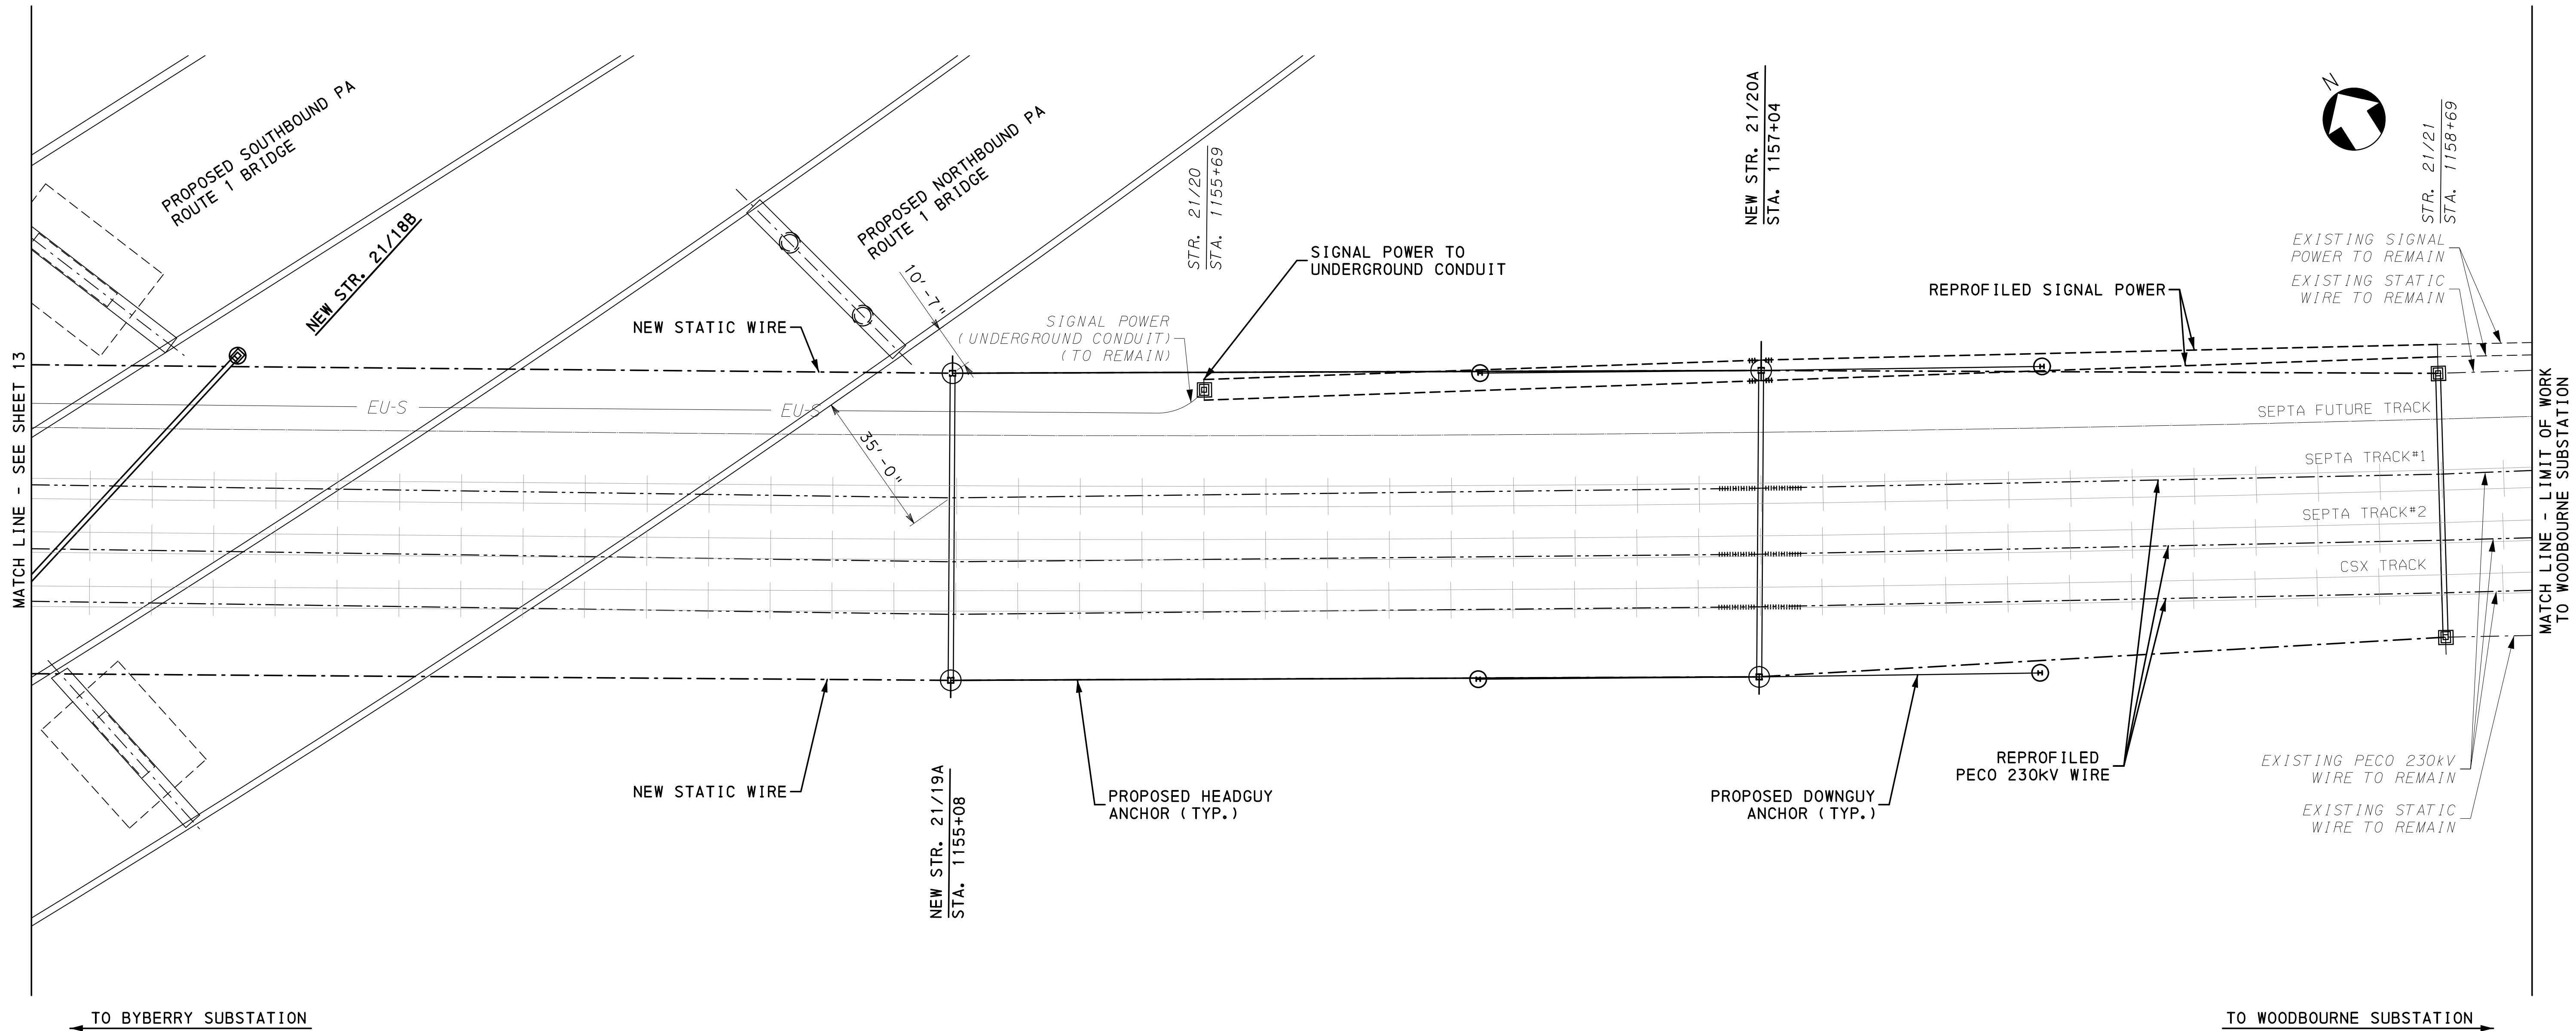 MATCH LINE - SEE SHEET 13
PROPOSED SOUTHBOUND PA
ROUTE 1 BRIDGE
NEW STR. 21/18B
PROPOSED NORTHBOUND PA
ROUTE 1 BRIDGE
10'-7"
35'-0"
NEW STATIC WIRE
SIGNAL POWER
(UNDERGROUND CONDUIT)
(TO REMAIN)
STR. 21/20
STA. 1155+69
SIGNAL POWER TO
UNDERGROUND CONDUIT
NEW STR. 21/20A
STA. 1157+04
REPROFILED SIGNAL POWER
N
STR. 21/21
STA. 1158+69
EXISTING SIGNAL
POWER TO REMAIN
EXISTING STATIC
WIRE TO REMAIN
EU-S
EU-S
SEPTA FUTURE TRACK
SEPTA TRACK#1
SEPTA TRACK#2
CSX TRACK
MATCH LINE - LIMIT OF WORK
TO WOODBOURNE SUBSTATION
NEW STATIC WIRE
NEW STR. 21/19A
STA. 1155+08
PROPOSED HEADGUY
ANCHOR (TYP.)
PROPOSED DOWNGUY
ANCHOR (TYP.)
REPROFILED
PECO 230kV WIRE
EXISTING PECO 230kV
WIRE TO REMAIN
EXISTING STATIC
WIRE TO REMAIN
TO BYBERRY SUBSTATION
TO WOODBOURNE SUBSTATION